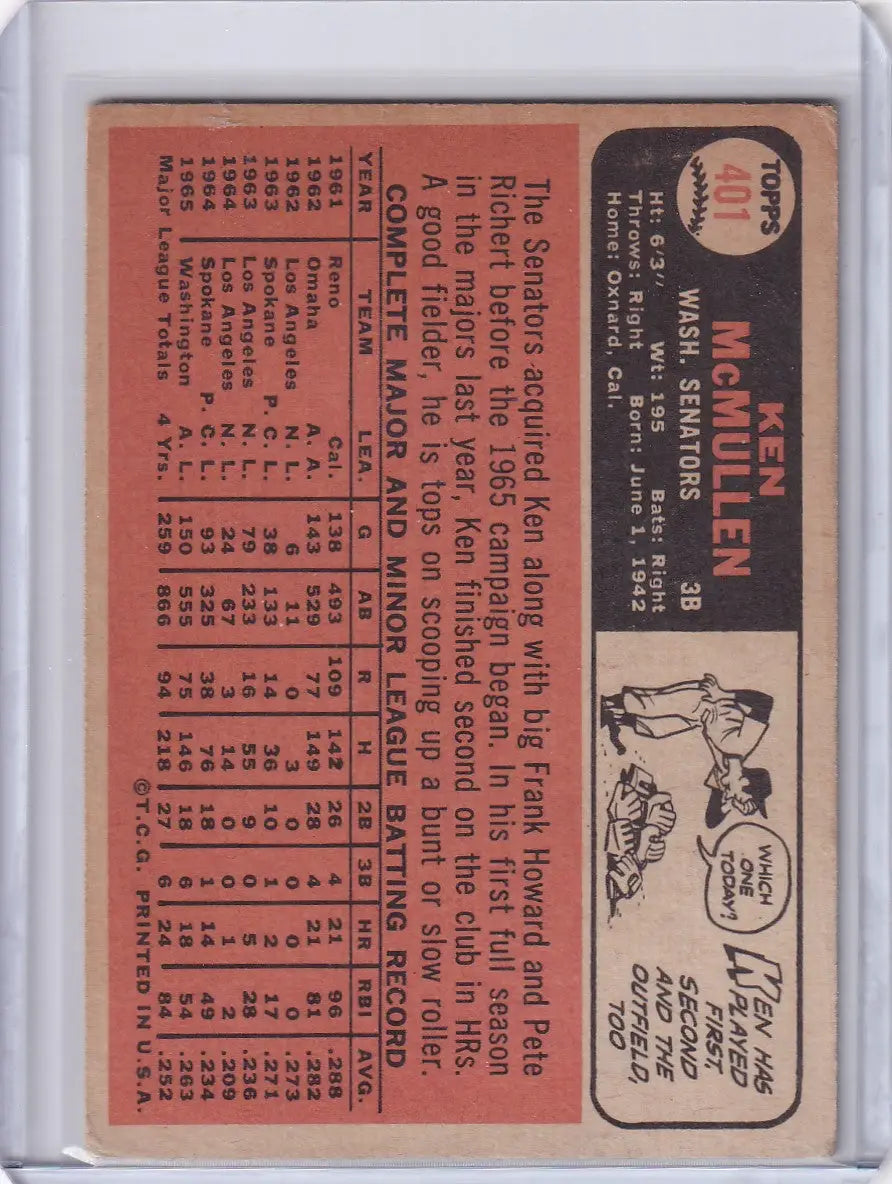 TOPPS
401
KEN
McMULLEN
WASH. SENATORS 3B
Ht: 6'3" Wt: 195 Bats: Right
Throws: Right Born: June 1, 1942
Home: Oxnard, Cal.
WHICH
ONE
TODAY?
KEN HAS
PLAYED
FIRST,
SECOND
AND THE
OUTFIELD,
TOO
The Senators acquired Ken along with big Frank Howard and Pete
Richert before the 1965 campaign began. In his first full season
in the majors last year, Ken finished second on the club in HRs.
A good fielder, he is tops on scooping up a bunt or slow roller.
COMPLETE MAJOR AND MINOR LEAGUE BATTING RECORD
YEAR TEAM LEA. G AB R H 2B 3B HR RBI AVG.
1961 Reno Cal. 138 493 109 142 26 4 21 96 .288
1962 Omaha A. A. 143 529 77 149 28 4 21 81 .282
1962 Los Angeles N. L. 6 11 0 3 0 0 0 0 .273
1963 Spokane P. C. L. 38 133 14 36 10 1 2 17 .271
1963 Los Angeles N. L. 79 233 16 55 9 0 5 28 .236
1964 Los Angeles N. L. 24 67 3 14 0 0 1 2 .209
1964 Spokane P. C. L. 93 325 38 76 18 1 14 49 .234
1965 Washington A. L. 150 555 75 146 18 6 18 54 .263
Major League Totals 4 Yrs. 259 866 94 218 27 6 24 84 .252
©T.C.G. PRINTED IN U.S.A.